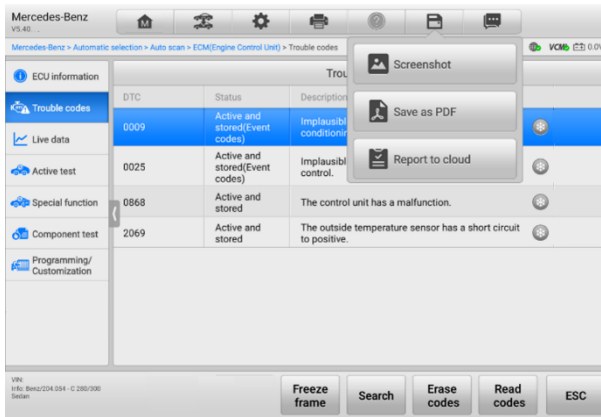 Mercedes-Benz
V5.40.
Mercedes-Benz > Automatic selection > Auto scan > ECM(Engine Control Unit) > Trouble codes
VCMI 0.0V
ECU information
Trouble codes
Live data
Active test
Special function
Component test
Programming/
Customization
Trou
DTC Status Description
0009 Active and
stored(Event
codes) Implausibl
conditionin
0025 Active and
stored(Event
codes) Implausibl
control.
0868 Active and
stored The control unit has a malfunction.
2069 Active and
stored The outside temperature sensor has a short circuit
to positive.
Screenshot
Save as PDF
Report to cloud
VIN:
Info: Benz/204.054 - C 280/300
Sedan
Freeze
frame
Search
Erase
codes
Read
codes
ESC